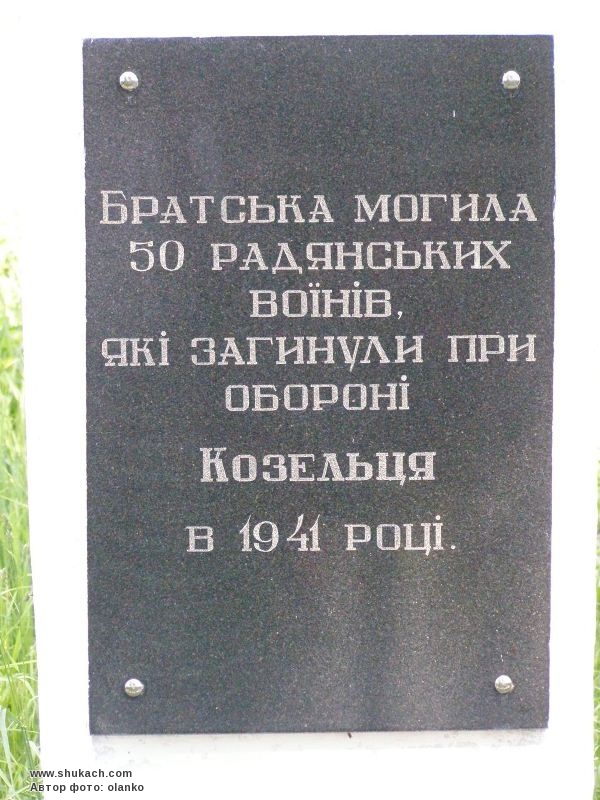 Братська могила
50 радянських
воїнів,
які загинули при
обороні
Козельця
в 1941 році.
www.shukach.com
Автор фото: olanko